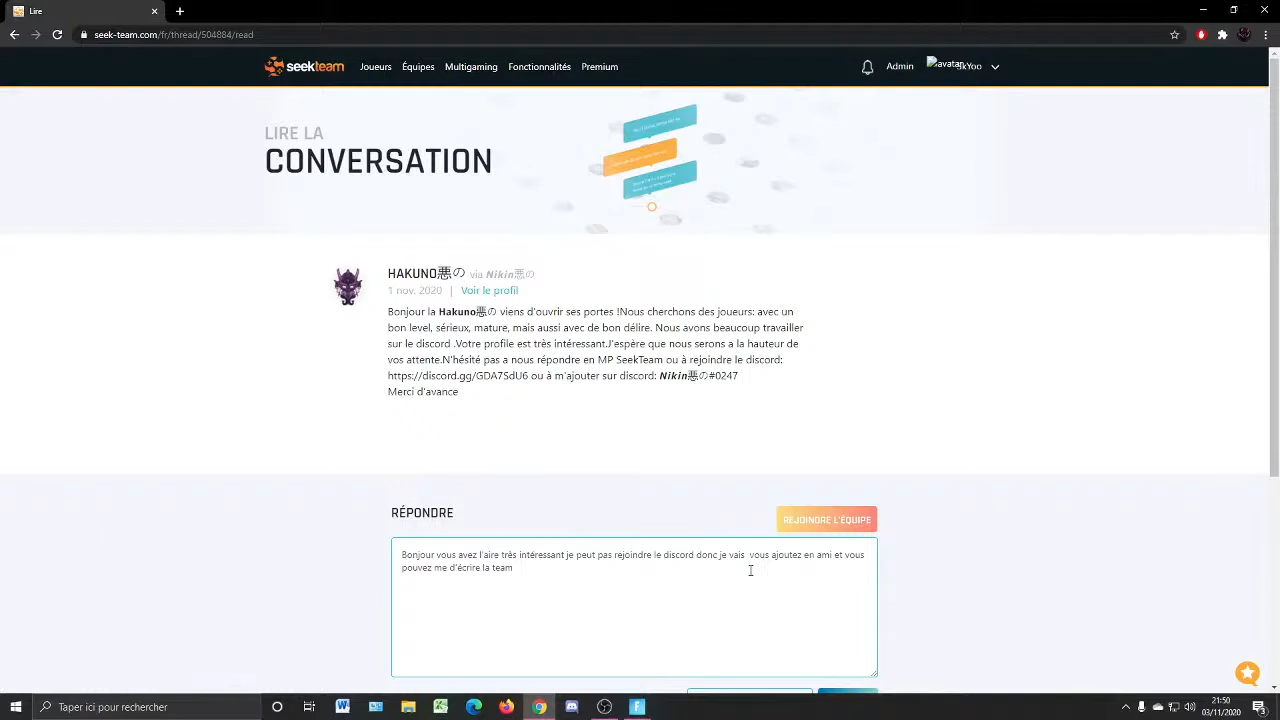 Lire
seek-team.com/fr/thread/504884/read
seekteam Joueurs Équipes Multigaming Fonctionnalités Premium Admin SkYoo
LIRE LA
CONVERSATION
HAKUNO悪の via Nikin悪の
1 nov. 2020 | Voir le profil
Bonjour la Hakuno悪の viens d'ouvrir ses portes !Nous cherchons des joueurs: avec un
bon level, sérieux, mature, mais aussi avec de bon délire. Nous avons beaucoup travailler
sur le discord .Votre profile est très intéressant.J'espère que nous serons a la hauteur de
vos attente.N'hésité pas a nous répondre en MP SeekTeam ou à rejoindre le discord:
https://discord.gg/GDA7SdU6 ou à m'ajouter sur discord: Nikin悪の#0247
Merci d'avance
RÉPONDRE
REJOINDRE L'ÉQUIPE
Bonjour vous avez l'aire très intéressant je peut pas rejoindre le discord donc je vais  vous ajoutez en ami et vous
pouvez me d'écrire la team
Taper ici pour rechercher
21:50
03/11/2020